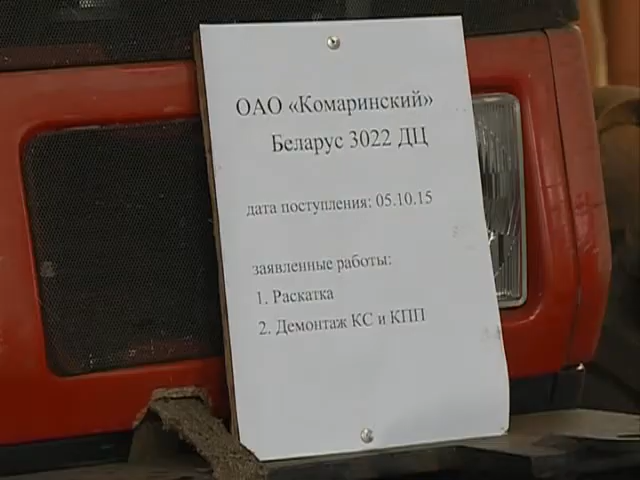 ОАО «Комаринский»
Беларус 3022 ДЦ
дата поступления: 05.10.15
заявленные работы:
1. Раскатка
2. Демонтаж КС и КПП